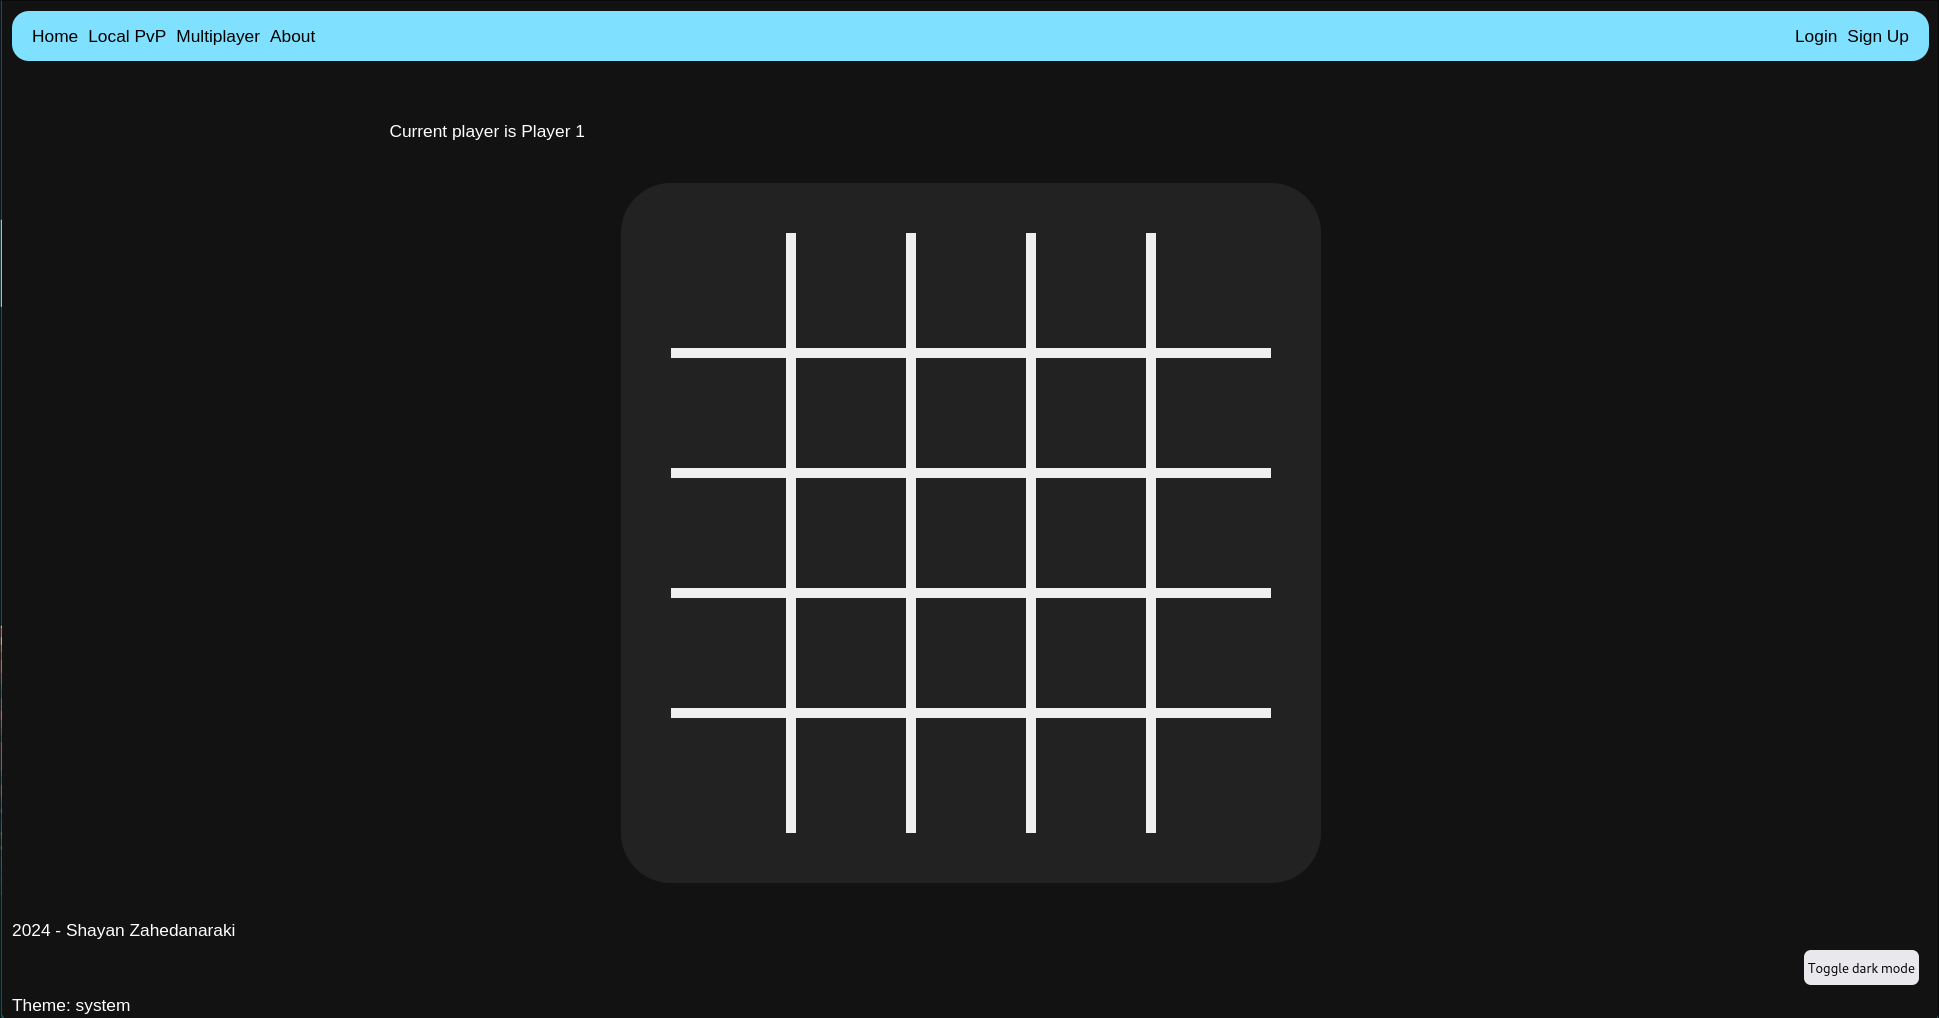 Home Local PvP Multiplayer About Login Sign Up
Current player is Player 1
2024 - Shayan Zahedanaraki
Toggle dark mode
Theme: system